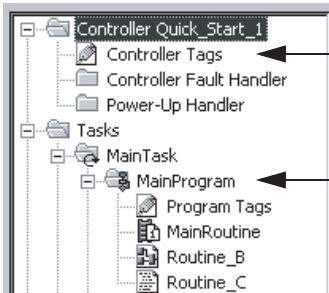 Controller Quick_Start_1
Controller Tags
Controller Fault Handler
Power-Up Handler
Tasks
MainTask
MainProgram
Program Tags
MainRoutine
Routine_B
Routine_C